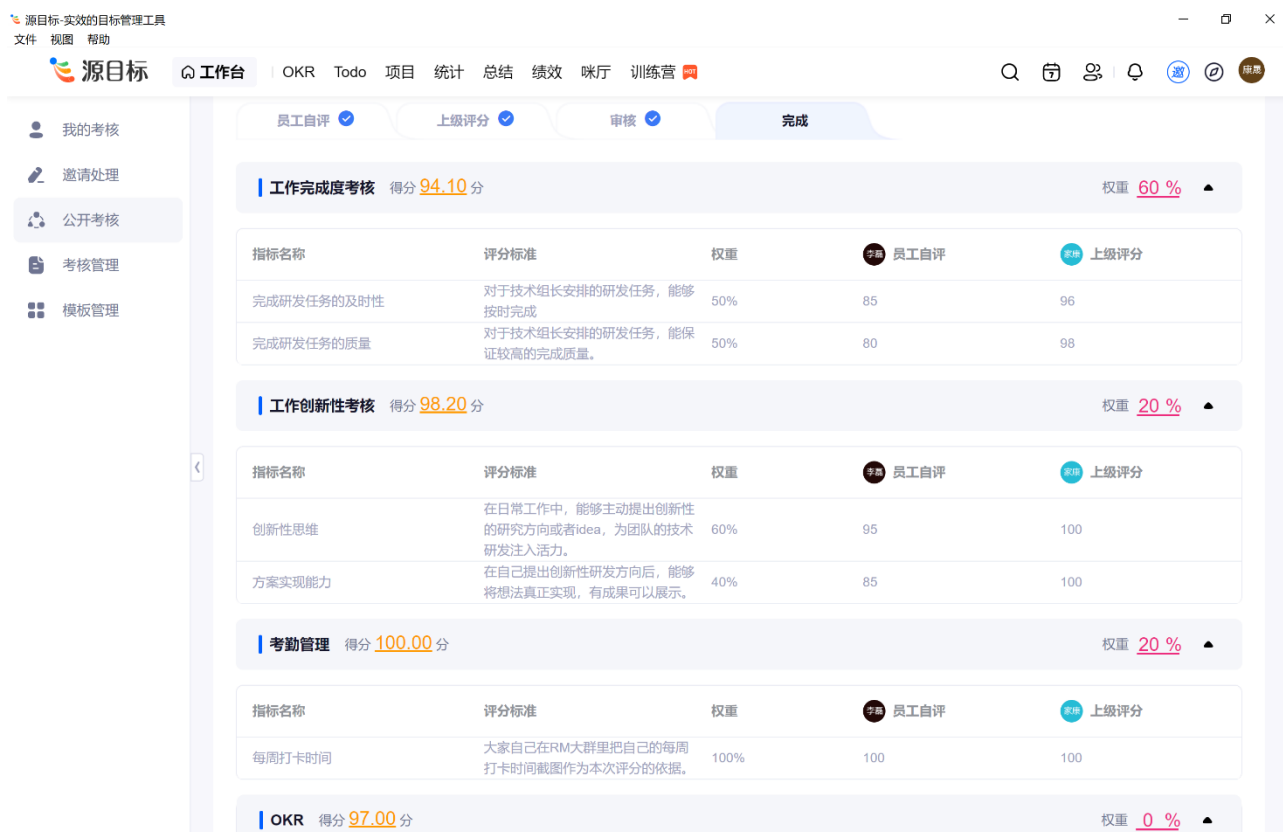 源目标-实效的目标管理工具
文件 视图 帮助
源目标 工作台 OKR Todo 项目 统计 总结 绩效 咪厅 训练营 HOT 7 邀 康晟
我的考核
邀请处理
公开考核
考核管理
模板管理
员工自评 上级评分 审核 完成
工作完成度考核 得分 94.10 分 权重 60 %
指标名称 评分标准 权重 李磊 员工自评 家康 上级评分
完成研发任务的及时性 对于技术组长安排的研发任务，能够 50% 85 96
按时完成
完成研发任务的质量 对于技术组长安排的研发任务，能保 50% 80 98
证较高的完成质量。
工作创新性考核 得分 98.20 分 权重 20 %
指标名称 评分标准 权重 李磊 员工自评 家康 上级评分
在日常工作中，能够主动提出创新性
创新性思维 的研究方向或者idea，为团队的技术 60% 95 100
研发注入活力。
方案实现能力 在自己提出创新性研发方向后，能够 40% 85 100
将想法真正实现，有成果可以展示。
考勤管理 得分 100.00 分 权重 20 %
指标名称 评分标准 权重 李磊 员工自评 家康 上级评分
每周打卡时间 大家自己在RM大群里把自己的每周 100% 100 100
打卡时间截图作为本次评分的依据。
OKR 得分 97.00 分 权重 0 %